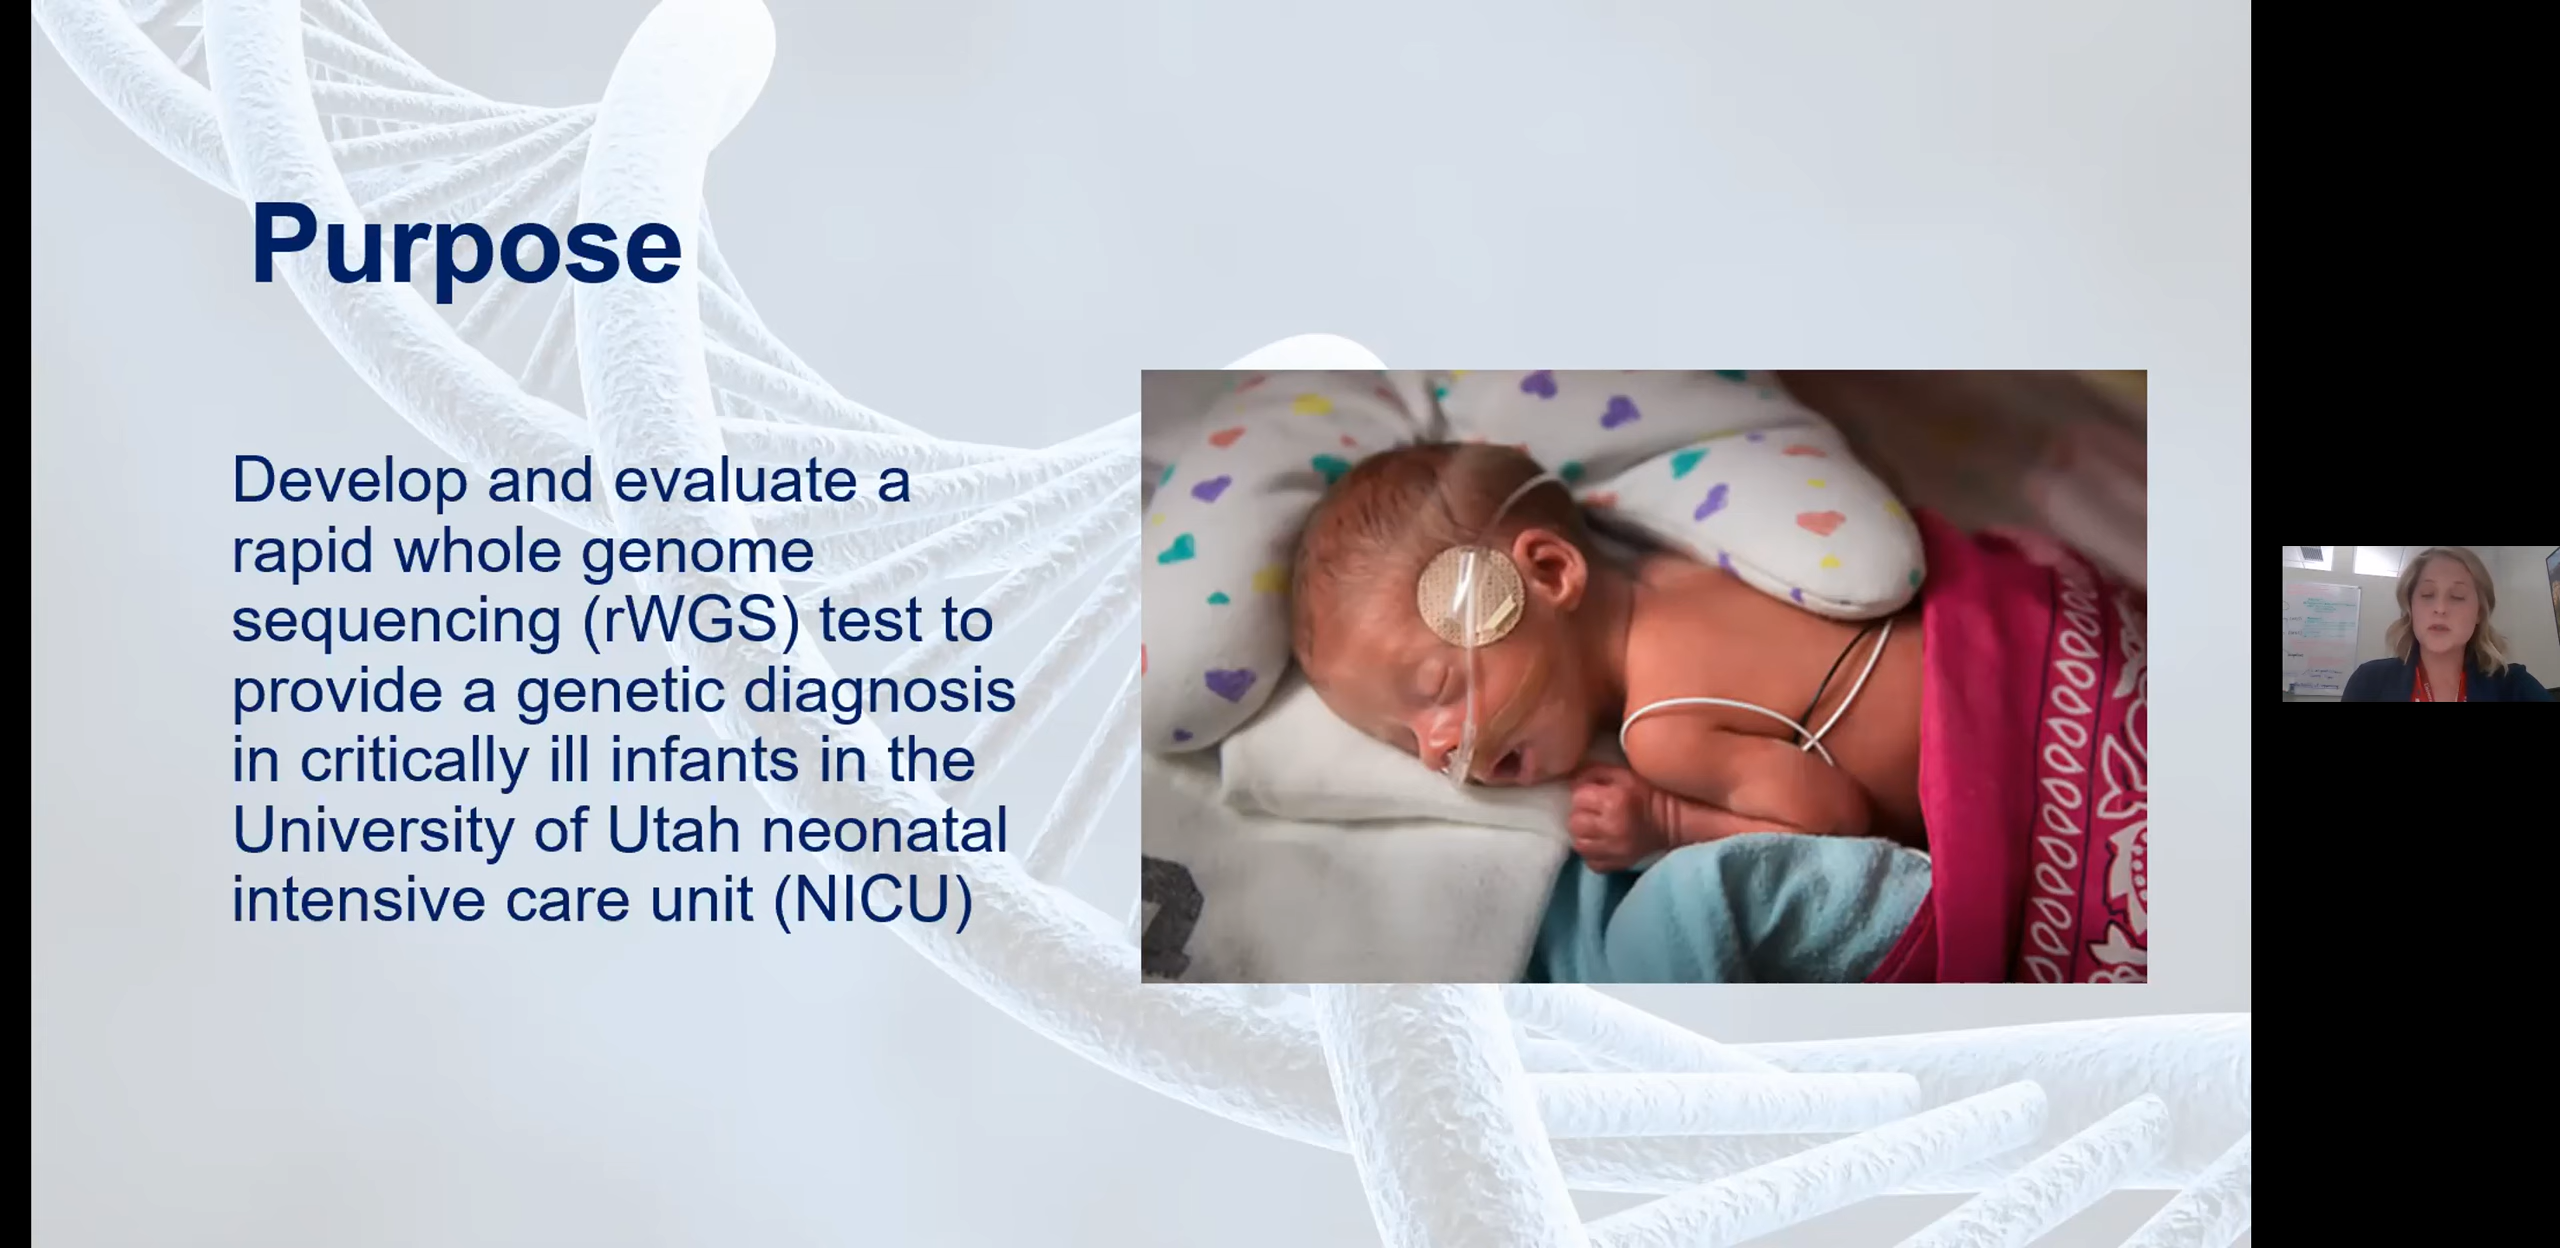 Purpose
Develop and evaluate a
rapid whole genome
sequencing (rWGS) test to
provide a genetic diagnosis
in critically ill infants in the
University of Utah neonatal
intensive care unit (NICU)